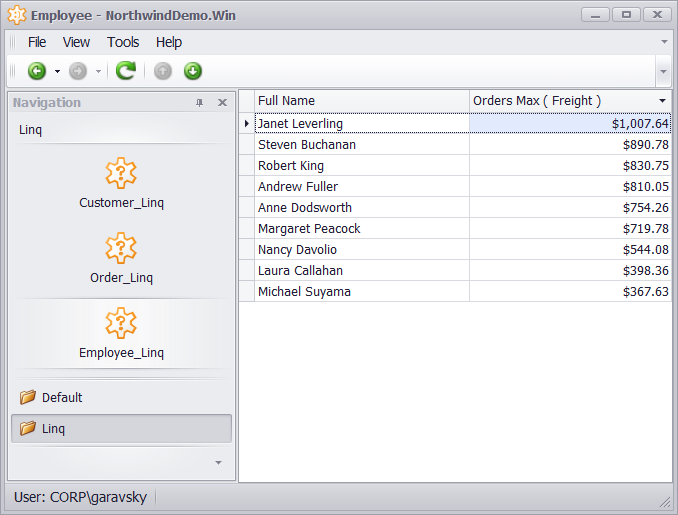 Employee - NorthwindDemo.Win
File View Tools Help
Navigation
Linq
Customer_Linq
Order_Linq
Employee_Linq
Default
Linq
Full Name Orders Max ( Freight )
Janet Leverling $1,007.64
Steven Buchanan $890.78
Robert King $830.75
Andrew Fuller $810.05
Anne Dodsworth $754.26
Margaret Peacock $719.78
Nancy Davolio $544.08
Laura Callahan $398.36
Michael Suyama $367.63
User: CORP\garavsky